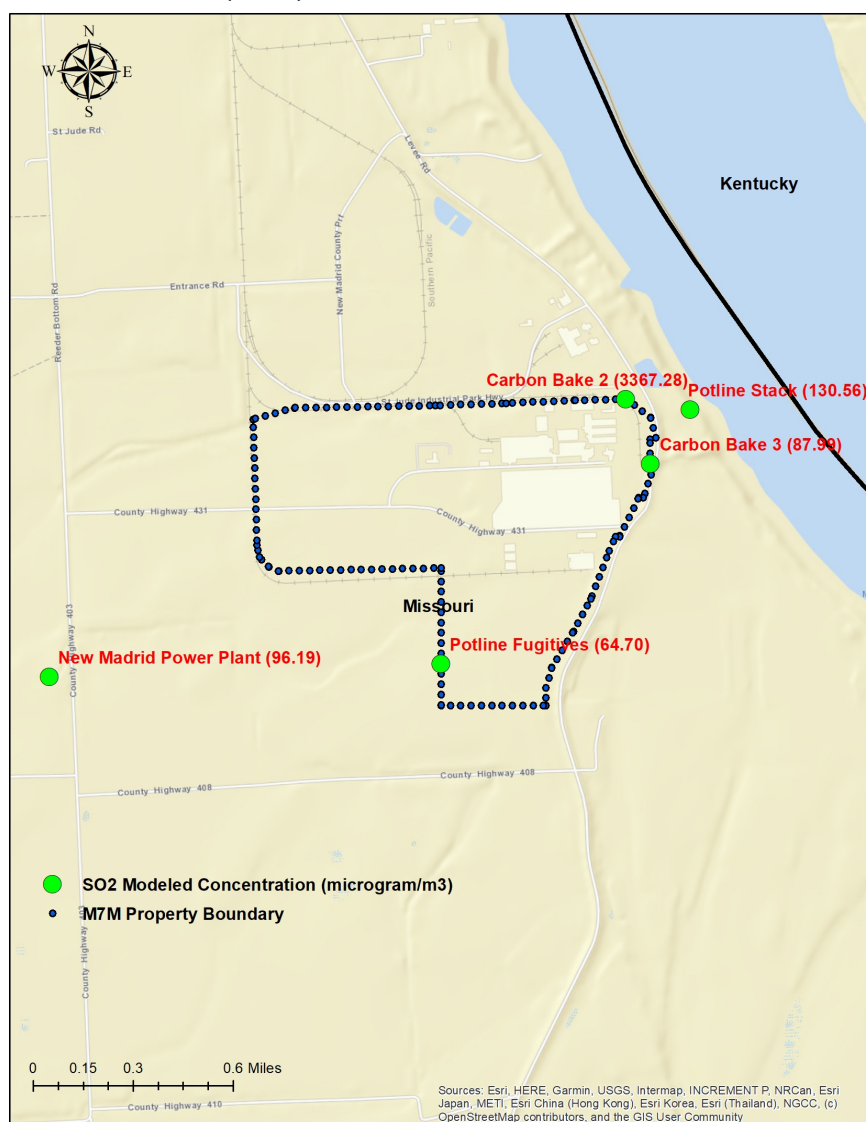 N
W E
S
St Jude Rd
Levee Rd
Kentucky
New Madrid County Prt
Southern Pacific
Reeder Bottom Rd
Entrance Rd
St Jude Industrial Park Hwy
Carbon Bake 2 (3367.28)
Potline Stack (130.56)
Carbon Bake 3 (87.99)
County Highway 431
County Highway 431
Missouri
County Highway 403
New Madrid Power Plant (96.19)
Potline Fugitives (64.70)
County Highway 408
County Highway 408
SO2 Modeled Concentration (microgram/m3)
M7M Property Boundary
County Highway 403
0 0.15 0.3 0.6 Miles
County Highway 410
Sources: Esri, HERE, Garmin, USGS, Intermap, INCREMENT P, NRCan, Esri
Japan, METI, Esri China (Hong Kong), Esri Korea, Esri (Thailand), NGCC, (c)
OpenStreetMap contributors, and the GIS User Community